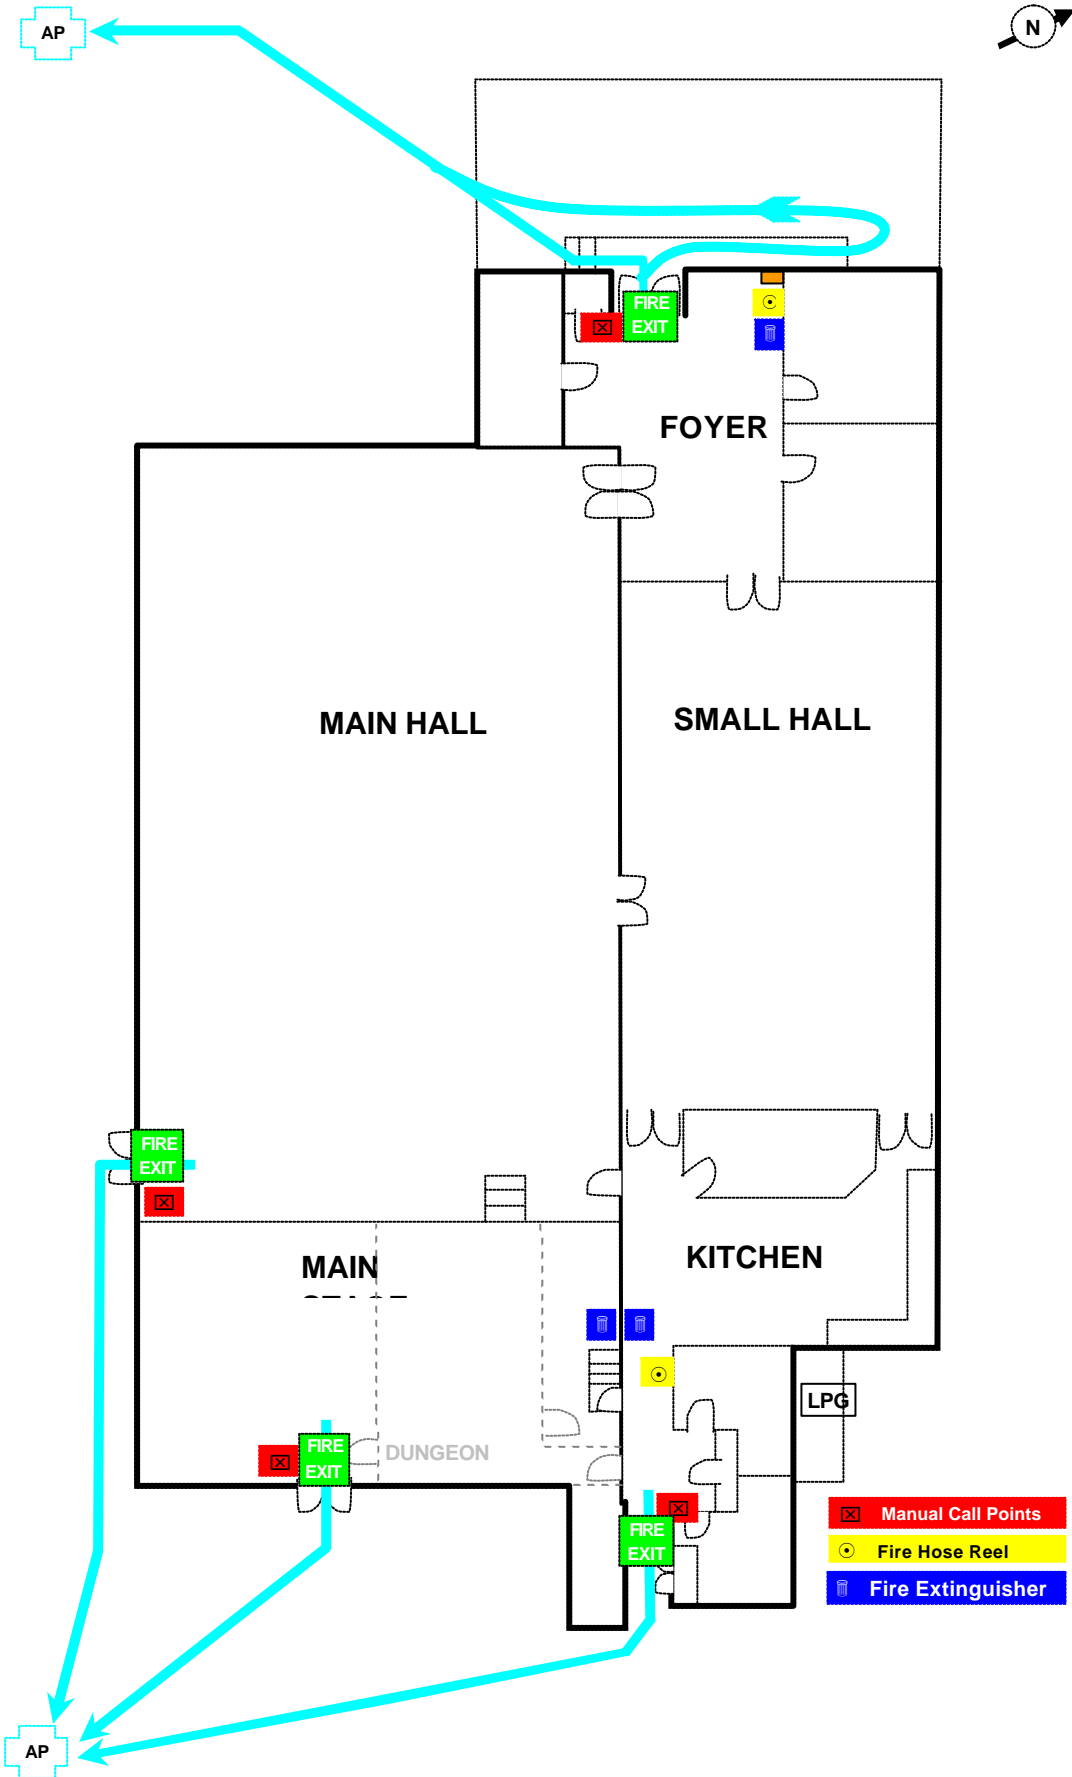 AP
N
FIRE
EXIT
FOYER
MAIN HALL
SMALL HALL
FIRE
EXIT
MAIN
KITCHEN
LPG
FIRE
EXIT
DUNGEON
Manual Call Points
FIRE
EXIT
Fire Hose Reel
Fire Extinguisher
AP